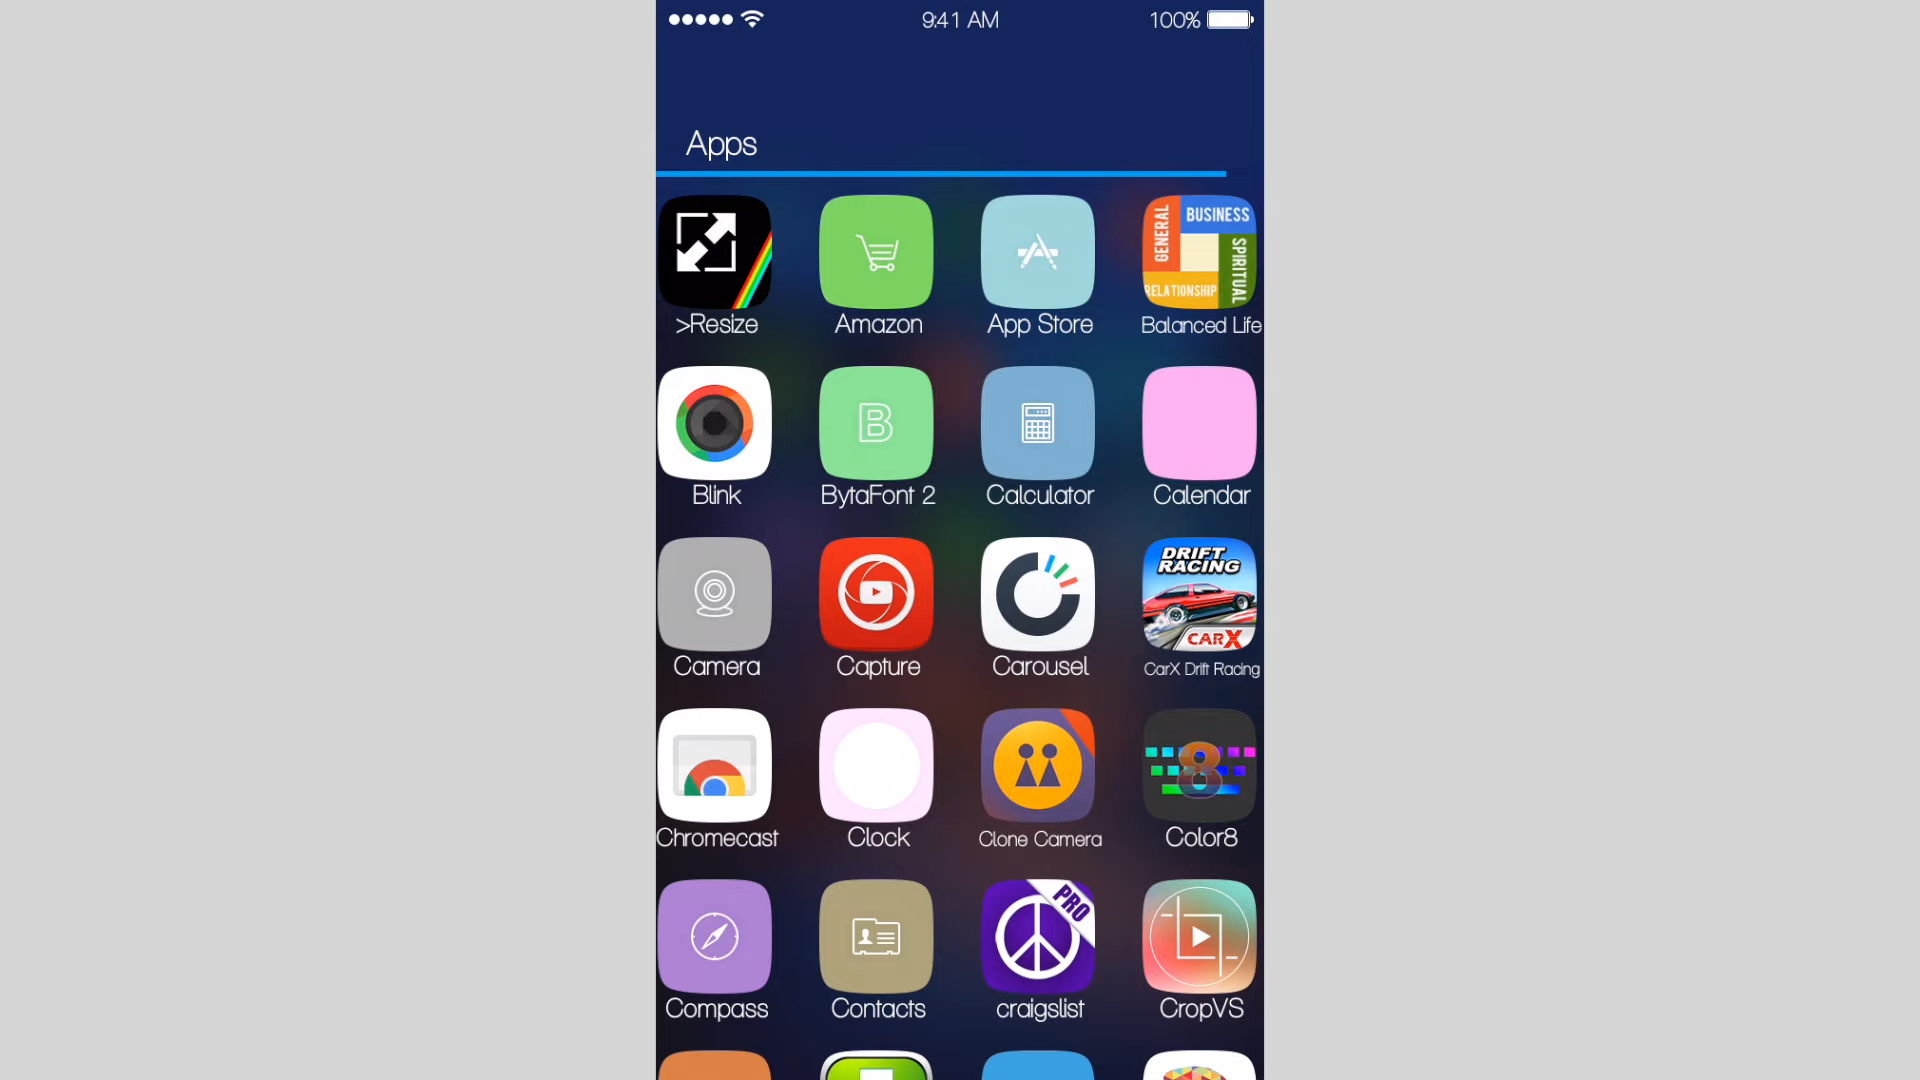 9:41 AM
100%
Apps
GENERAL
BUSINESS
SPIRITUAL
RELATIONSHIP
>Resize
Amazon
App Store
Balanced Life
B
Blink
BytaFont 2
Calculator
Calendar
DRIFT
RACING
CARX
Camera
Capture
Carousel
CarX Drift Racing
8
Chromecast
Clock
Clone Camera
Color8
PRO
Compass
Contacts
craigslist
CropVS